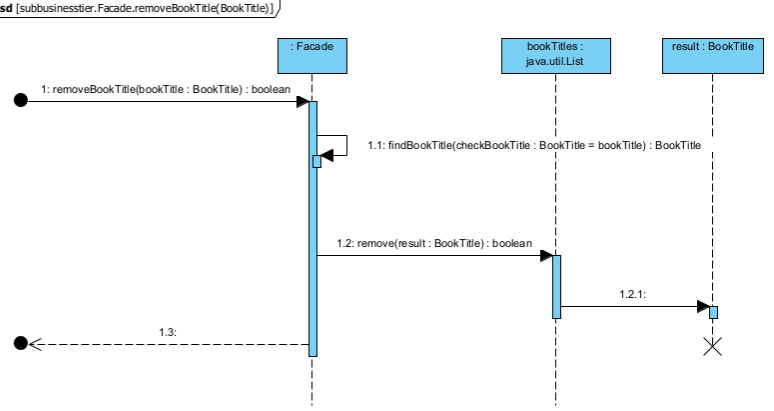 sd [subbusinesstier.Facade.removeBookTitle(BookTitle)]
: Facade
bookTitles :
java.util.List
result : BookTitle
1: removeBookTitle(bookTitle : BookTitle) : boolean
1.1: findBookTitle(checkBookTitle : BookTitle = bookTitle) : BookTitle
1.2: remove(result : BookTitle) : boolean
1.2.1:
1.3: